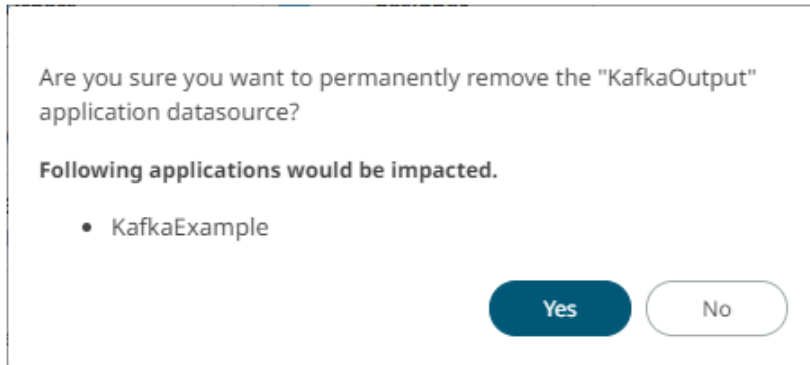 Are you sure you want to permanently remove the "KafkaOutput"
application datasource?
Following applications would be impacted.
• KafkaExample
Yes
No